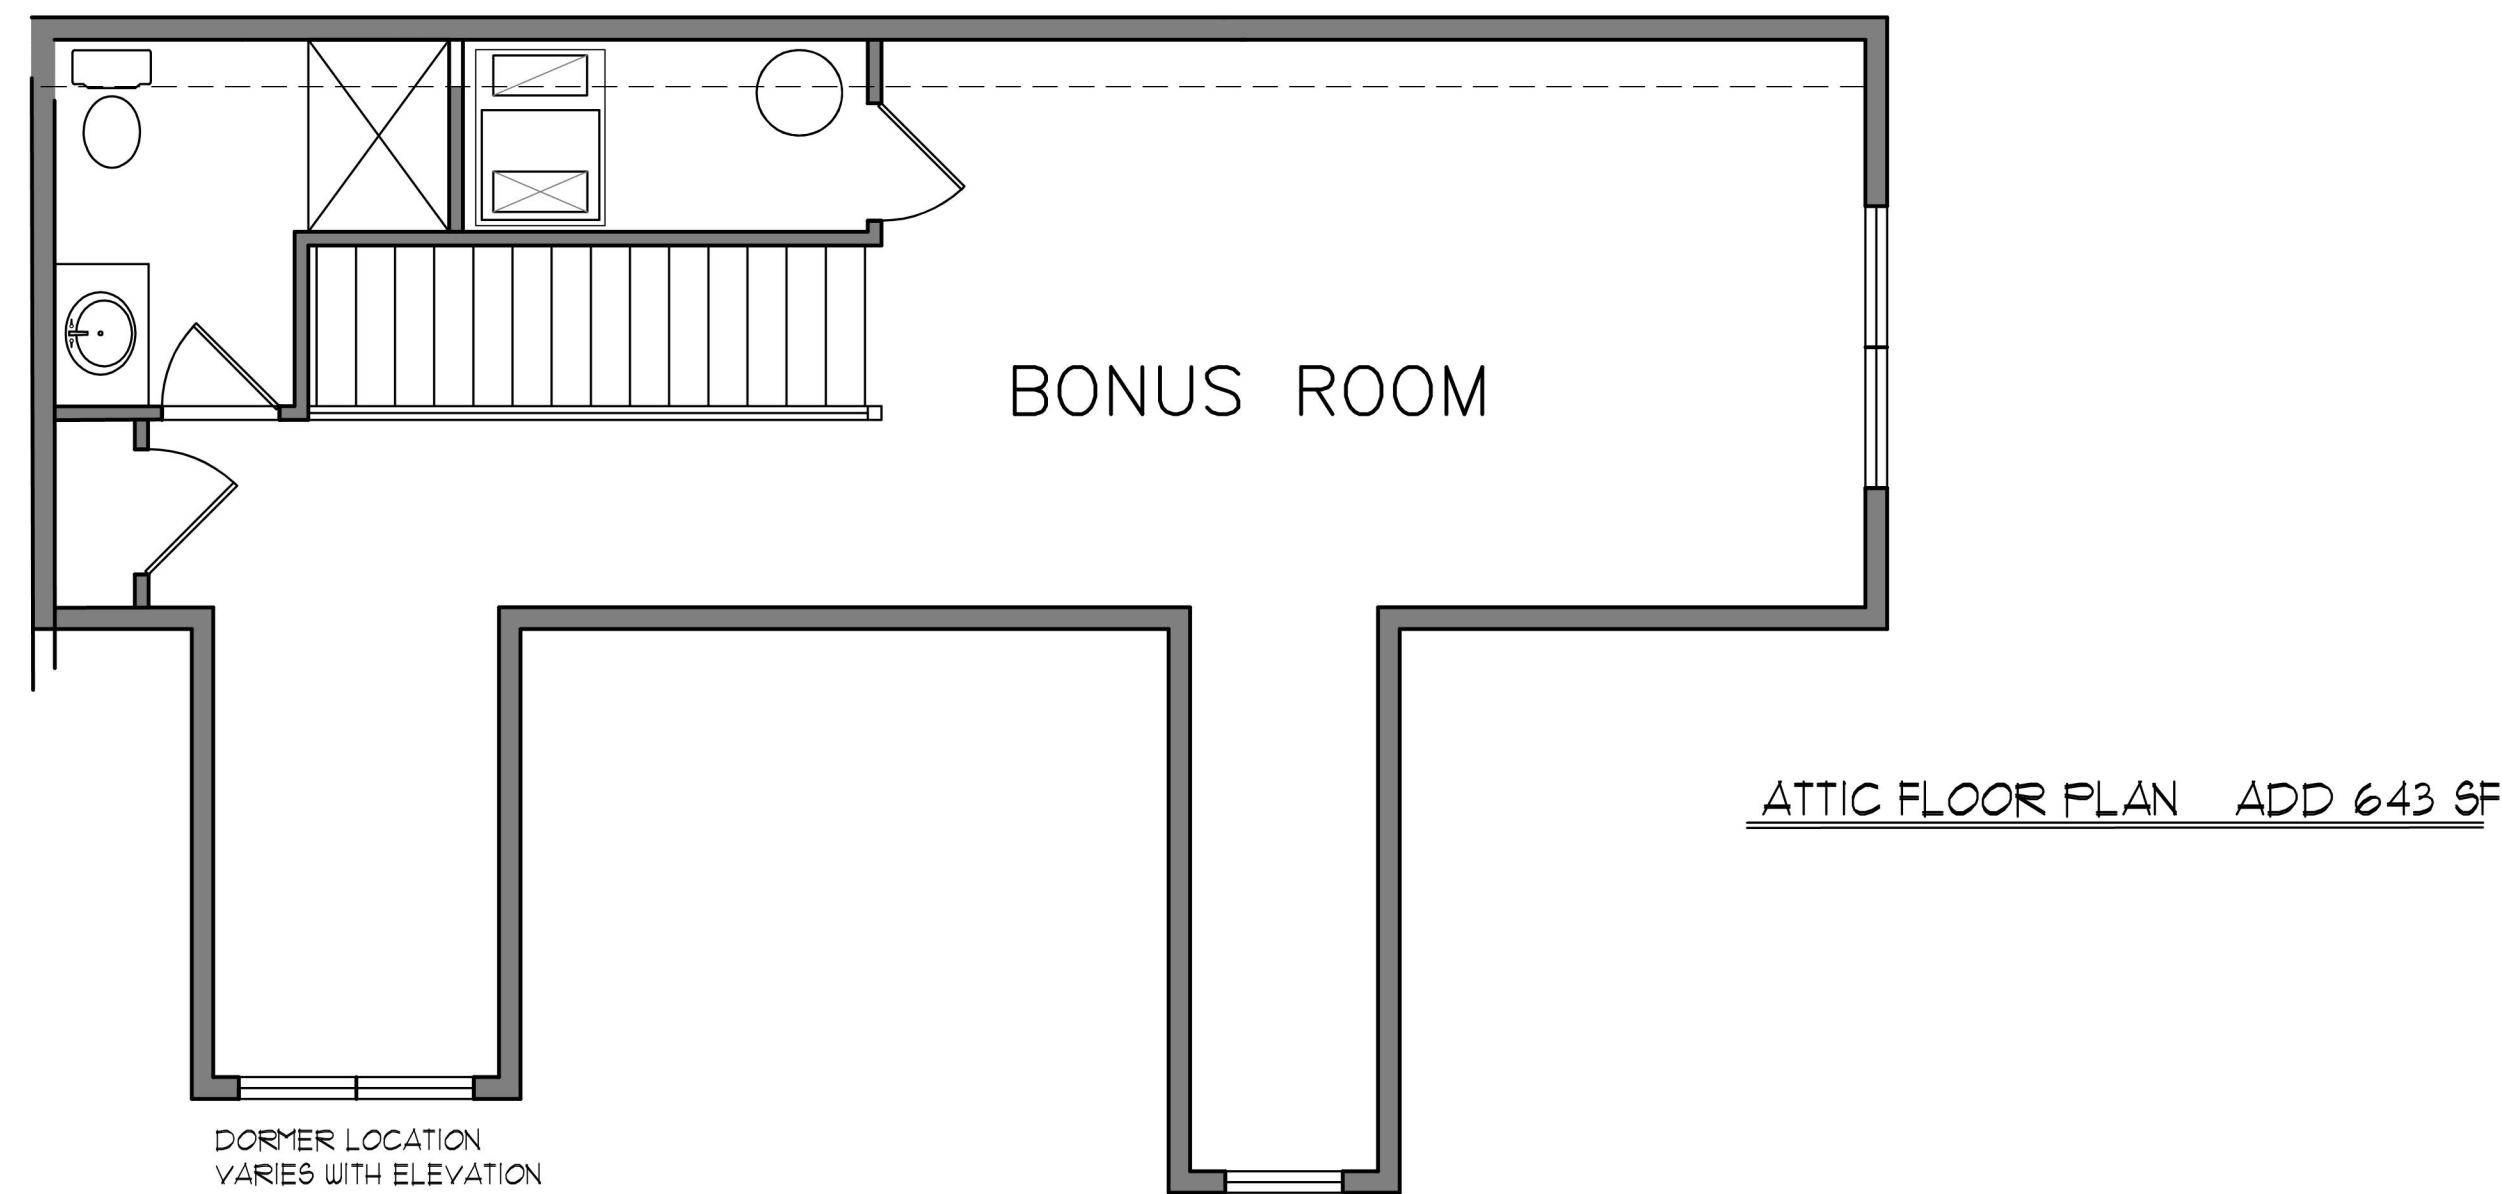 BONUS ROOM
ATTIC FLOOR PLAN ADD 643 SF
DORMER LOCATION
VARIES WITH ELEVATION